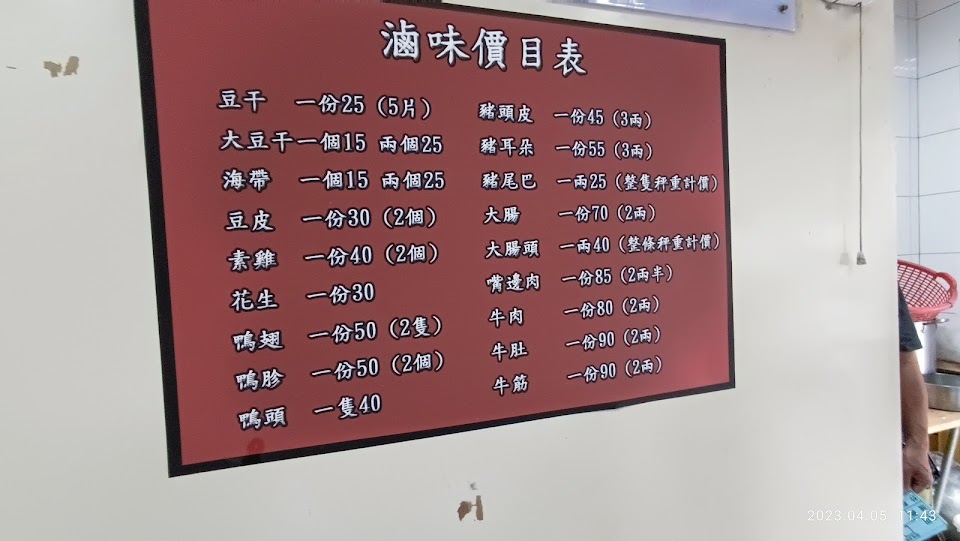 滷味價目表
豆干 一份25（5片）
大豆干一個15 兩個25
海帶 一個15 兩個25
豆皮 一份30（2個）
素雞 一份40（2個）
花生 一份30
鴨翅 一份50（2隻）
鴨胗 一份50（2個）
鴨頭 一隻40
豬頭皮 一份45（3兩）
豬耳朵 一份55（3兩）
豬尾巴 一兩25（整隻秤重計價）
大腸 一份70（2兩）
大腸頭 一兩40（整條秤重計價）
嘴邊肉 一份85（2兩半）
牛肉 一份80（2兩）
牛肚 一份90（2兩）
牛筋 一份90（2兩）
2023.04.05 11:43